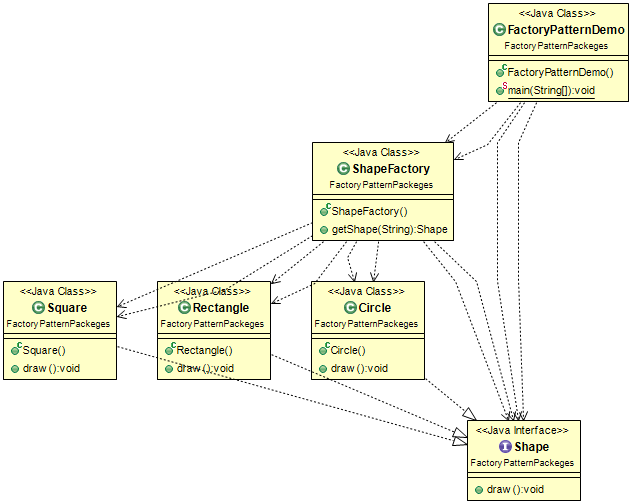 <<Java Class>>
FactoryPatternDemo
FactoryPatternPackeges
FactoryPatternDemo()
main(String[]):void
<<Java Class>>
ShapeFactory
FactoryPatternPackeges
ShapeFactory()
getShape(String):Shape
<<Java Class>>
Square
FactoryPatternPackeges
Square()
draw():void
<<Java Class>>
Rectangle
FactoryPatternPackeges
Rectangle()
draw():void
<<Java Class>>
Circle
FactoryPatternPackeges
Circle()
draw():void
<<Java Interface>>
Shape
FactoryPatternPackeges
draw():void